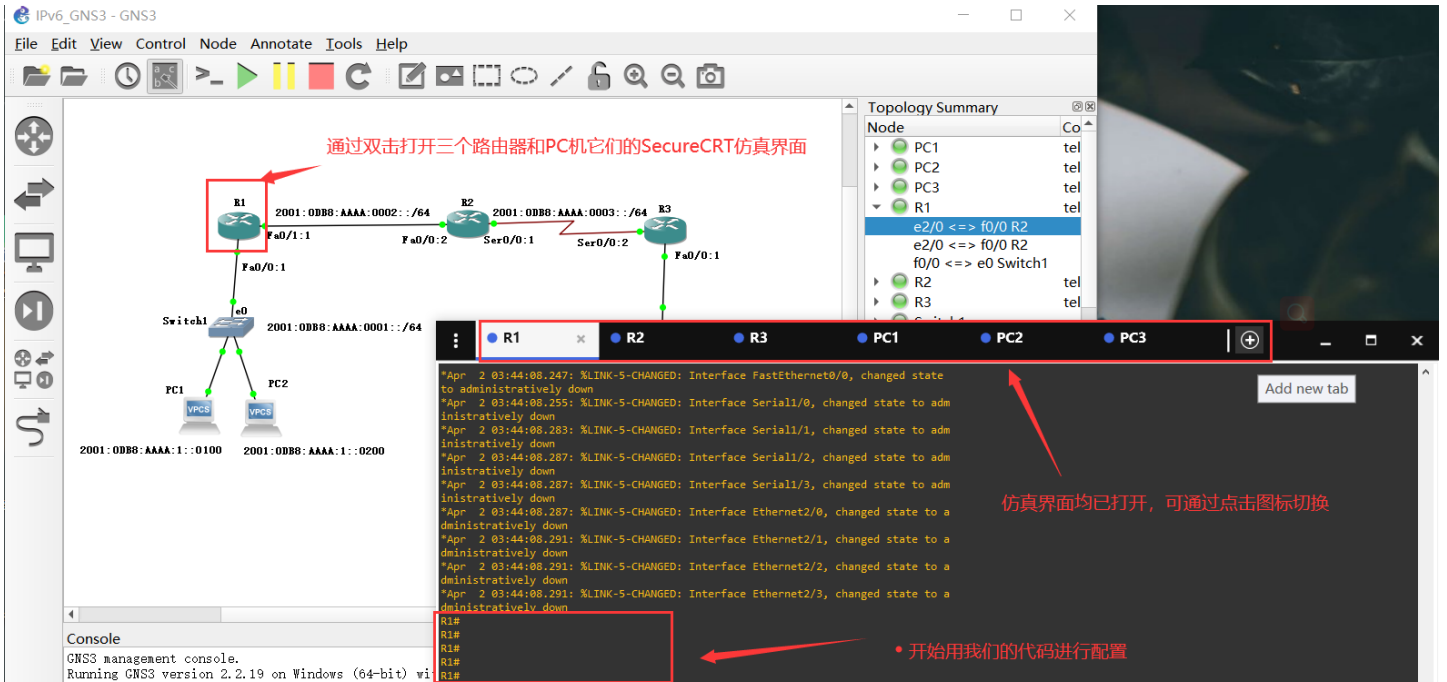 IPv6_GNS3 - GNS3
File Edit View Control Node Annotate Tools Help
通过双击打开三个路由器和PC机它们的SecureCRT仿真界面
R1
2001:0DB8:AAAA:0002::/64
R2
2001:0DB8:AAAA:0003::/64
R3
Fa0/1:1
Fa0/0:2
Ser0/0:1
Ser0/0:2
Fa0/0:1
Fa0/0:1
e0
Switch1
2001:0DB8:AAAA:0001::/64
PC1
PC2
VPCS
VPCS
2001:0DB8:AAAA:1::0100
2001:0DB8:AAAA:1::0200
Topology Summary
Node Co
PC1 tel
PC2 tel
PC3 tel
R1 tel
e2/0 <=> f0/0 R2
e2/0 <=> f0/0 R2
f0/0 <=> e0 Switch1
R2 tel
R3 tel
R1 R2 R3 PC1 PC2 PC3
Add new tab
*Apr  2 03:44:08.247: %LINK-5-CHANGED: Interface FastEthernet0/0, changed state
to administratively down
*Apr  2 03:44:08.255: %LINK-5-CHANGED: Interface Serial1/0, changed state to adm
inistratively down
*Apr  2 03:44:08.283: %LINK-5-CHANGED: Interface Serial1/1, changed state to adm
inistratively down
*Apr  2 03:44:08.287: %LINK-5-CHANGED: Interface Serial1/2, changed state to adm
inistratively down
*Apr  2 03:44:08.287: %LINK-5-CHANGED: Interface Serial1/3, changed state to adm
inistratively down
*Apr  2 03:44:08.287: %LINK-5-CHANGED: Interface Ethernet2/0, changed state to a
dministratively down
*Apr  2 03:44:08.291: %LINK-5-CHANGED: Interface Ethernet2/1, changed state to a
dministratively down
*Apr  2 03:44:08.291: %LINK-5-CHANGED: Interface Ethernet2/2, changed state to a
dministratively down
*Apr  2 03:44:08.291: %LINK-5-CHANGED: Interface Ethernet2/3, changed state to a
dministratively down
R1#
R1#
R1#
R1#
R1#
仿真界面均已打开，可通过点击图标切换
• 开始用我们的代码进行配置
Console
GNS3 management console.
Running GNS3 version 2.2.19 on Windows (64-bit) wi